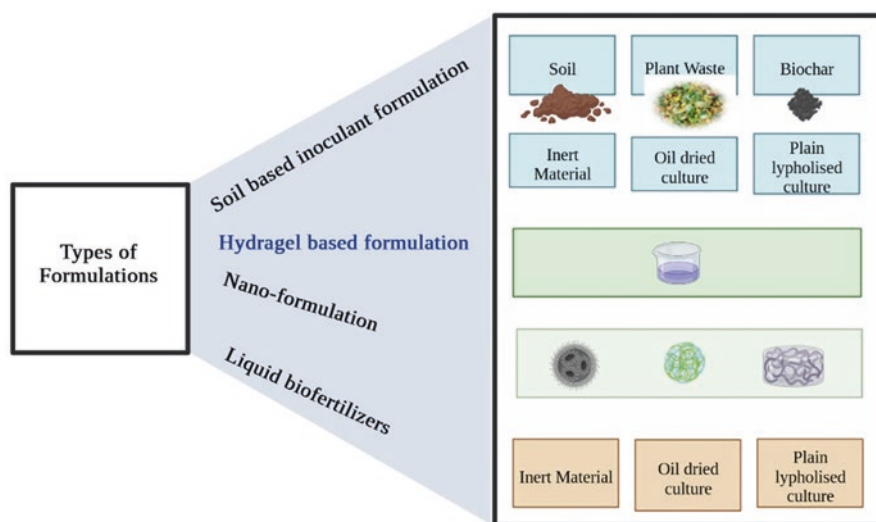 Types of
Formulations
Soil based inoculant formulation
Hydragel based formulation
Nano-formulation
Liquid biofertilizers
Soil
Plant Waste
Biochar
Inert
Material
Oil dried
culture
Plain
lypholised
culture
Inert Material
Oil dried
culture
Plain
lypholised
culture